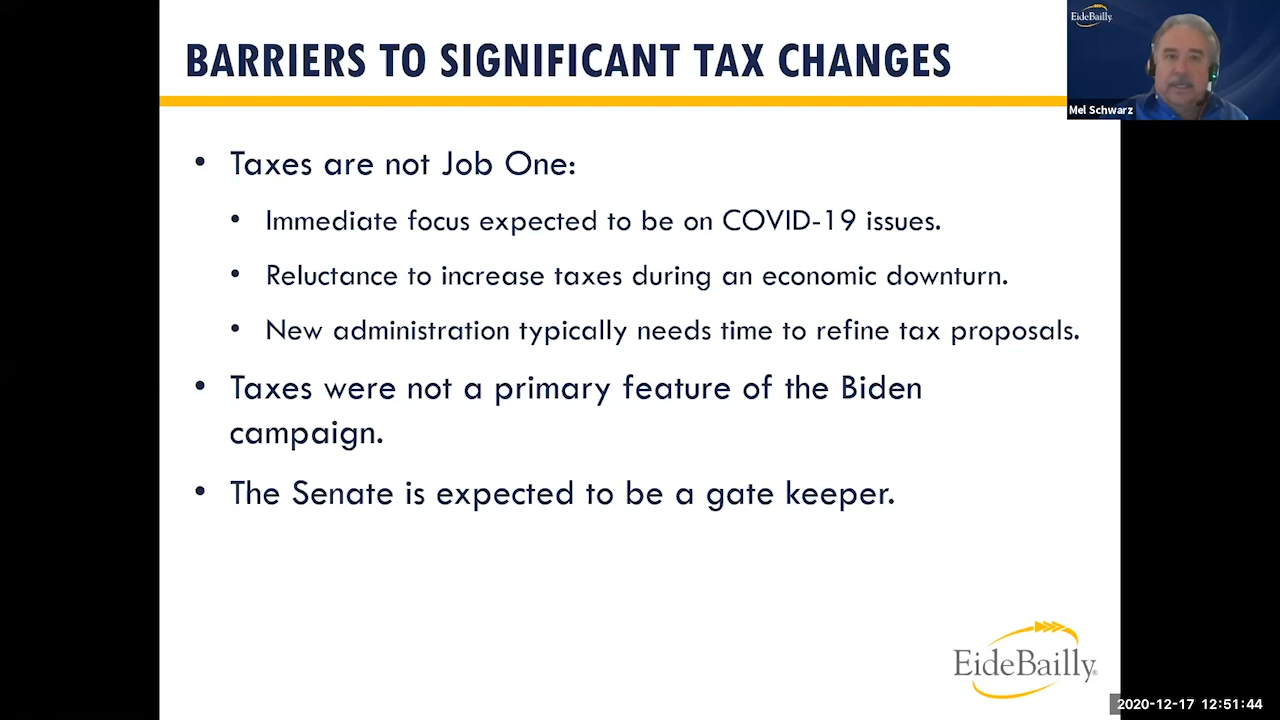 BARRIERS TO SIGNIFICANT TAX CHANGES
EideBailly
Mel Schwarz
• Taxes are not Job One:
• Immediate focus expected to be on COVID-19 issues.
• Reluctance to increase taxes during an economic downturn.
• New administration typically needs time to refine tax proposals.
• Taxes were not a primary feature of the Biden
campaign.
• The Senate is expected to be a gate keeper.
EideBailly®
2020-12-17 12:51:44